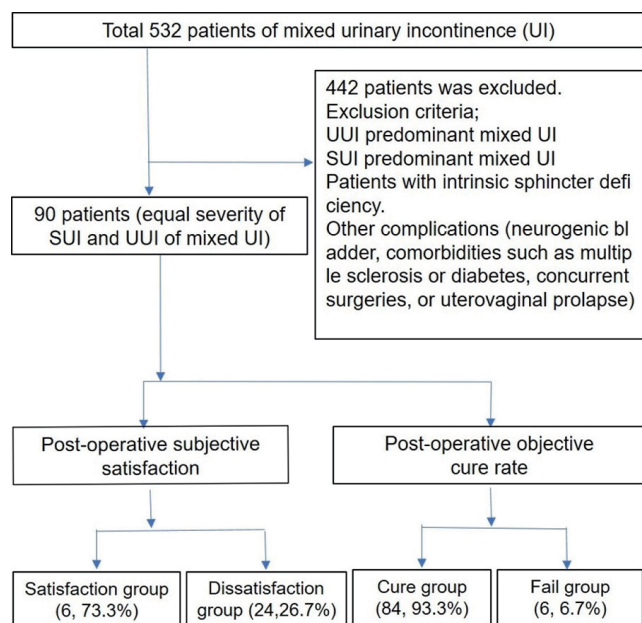 Total 532 patients of mixed urinary incontinence (UI)
442 patients was excluded.
Exclusion criteria;
UUI predominant mixed UI
SUI predominant mixed UI
Patients with intrinsic sphincter defi
ciency.
Other complications (neurogenic bl
adder, comorbidities such as multip
le sclerosis or diabetes, concurrent
surgeries, or uterovaginal prolapse)
90 patients (equal severity of
SUI and UUI of mixed UI)
Post-operative subjective
satisfaction
Post-operative objective
cure rate
Satisfaction group
(6, 73.3%)
Dissatisfaction
group (24,26.7%)
Cure group
(84, 93.3%)
Fail group
(6, 6.7%)